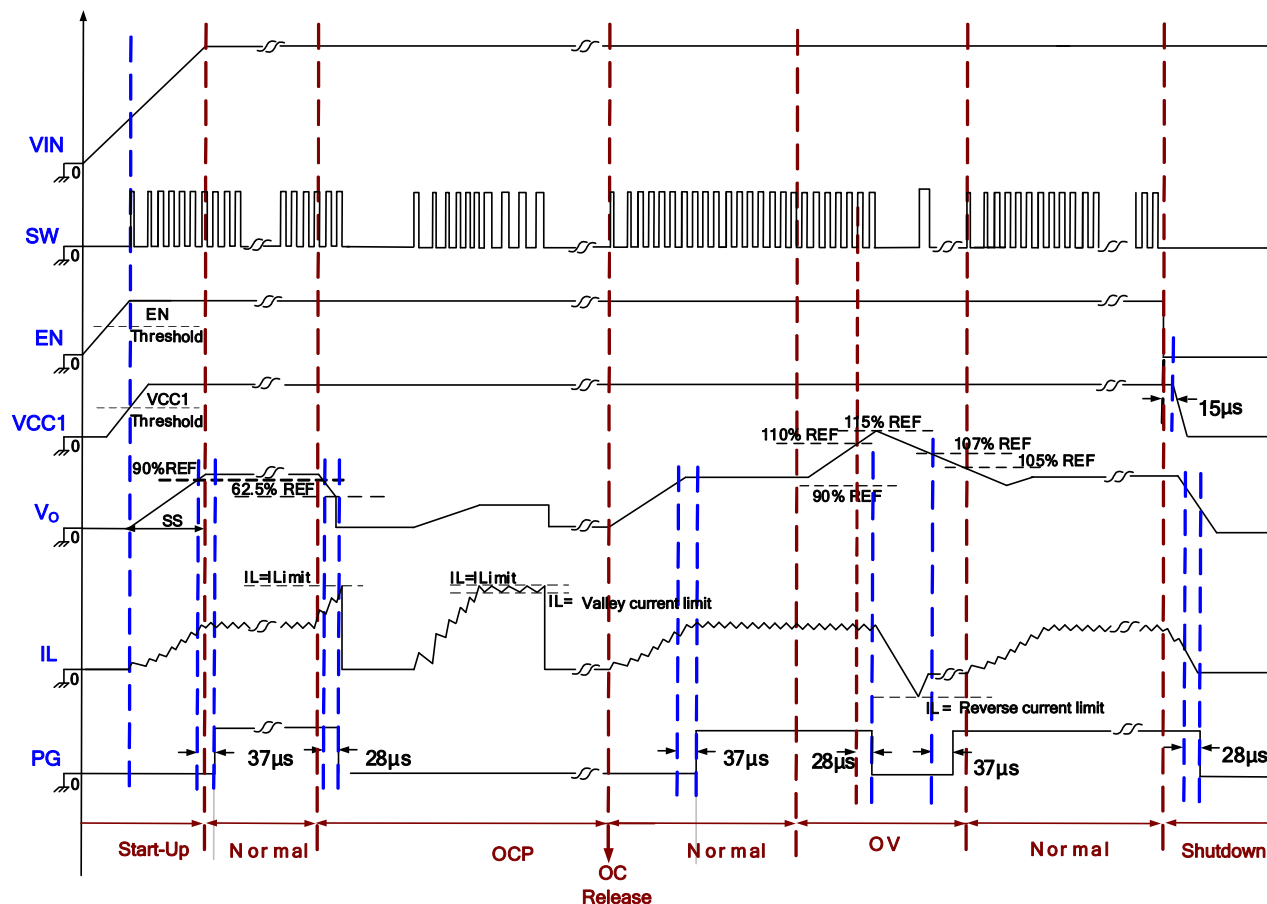 VIN
0
SW
0
EN
Threshold
EN
0
VCC1
Threshold
VCC1
0
15µs
115% REF
110% REF
107% REF
105% REF
90%REF
62.5% REF
90% REF
Vo
SS
0
IL=ILimit
IL=ILimit
IL= Valley current limit
IL
0
IL = Reverse current limit
PG
0
37µs
28µs
37µs
28µs
37µs
28µs
Start-Up
Normal
OCP
OC
Release
Normal
OV
Normal
Shutdown